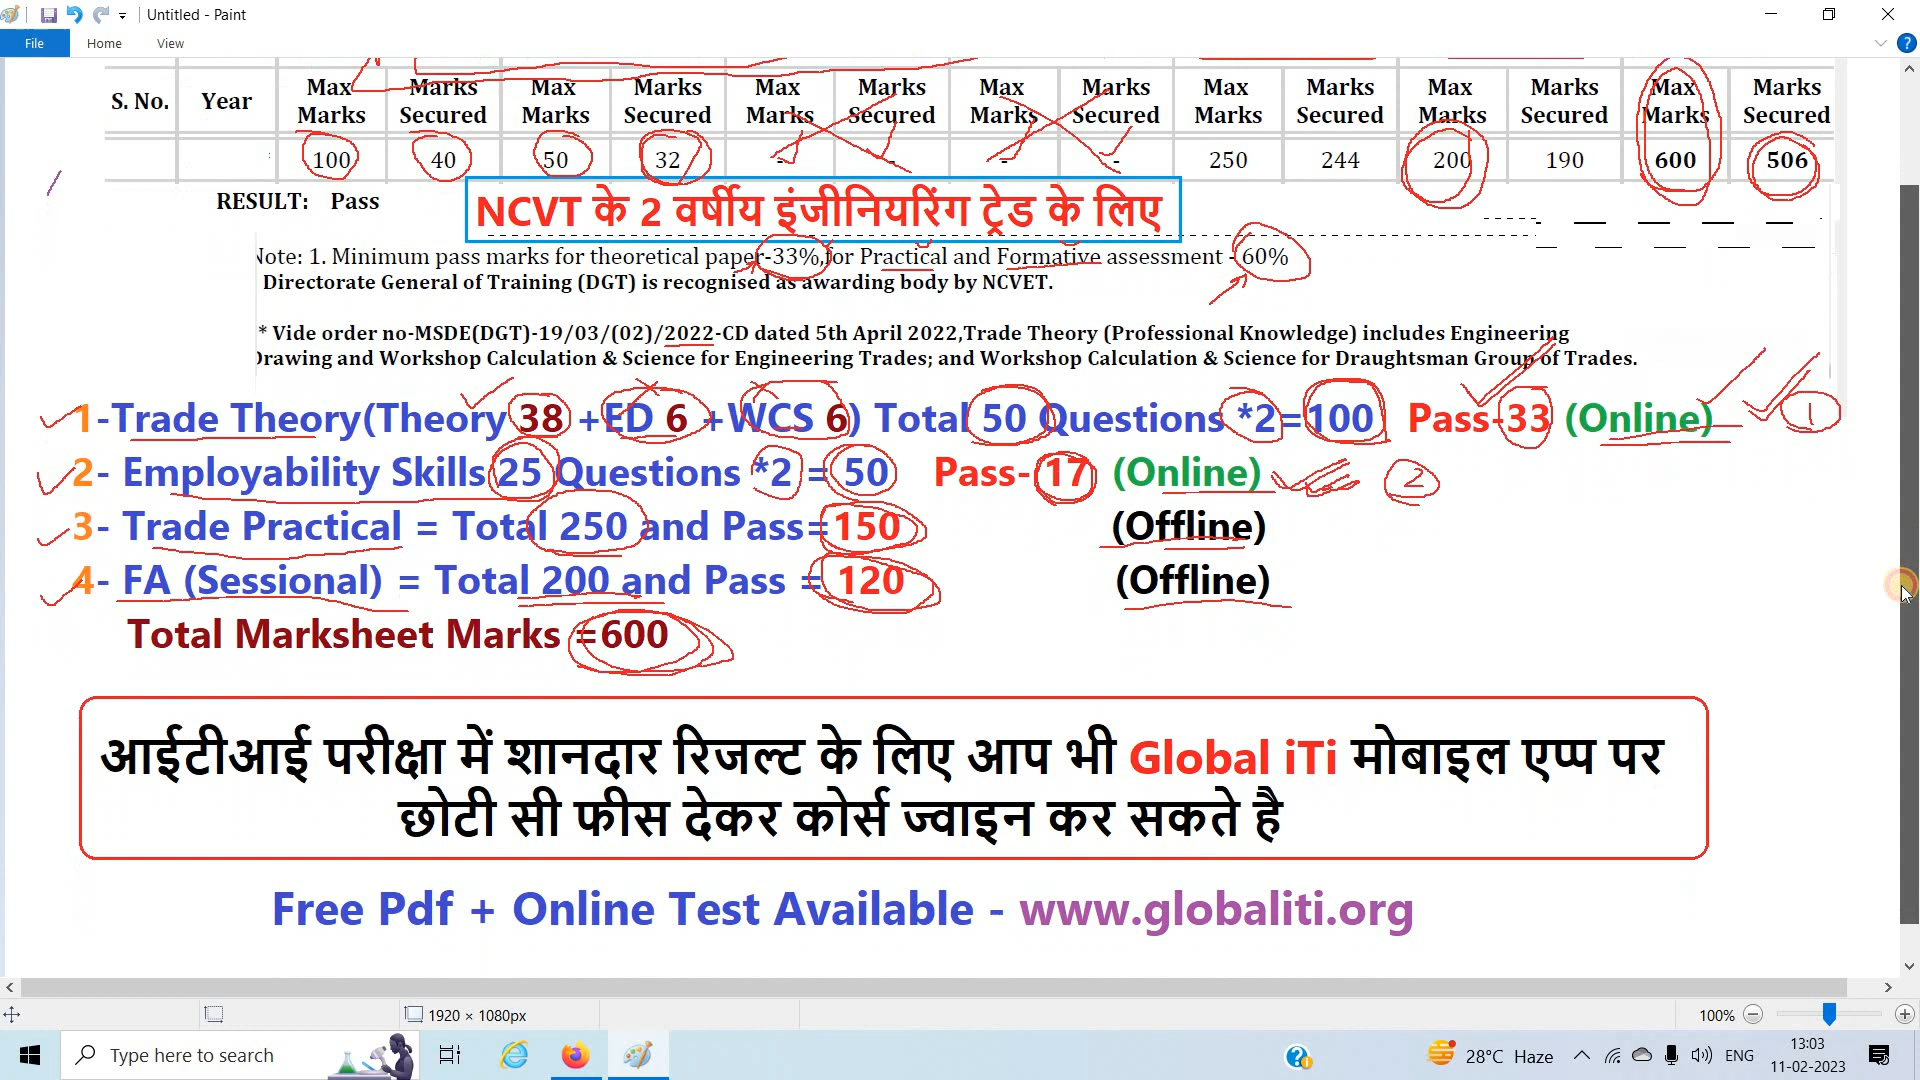 Untitled - Paint
File Home View
S. No. Year Max Marks Marks Secured Max Marks Marks Secured Max Marks Marks Secured Max Marks Marks Secured Max Marks Marks Secured Max Marks Marks Secured Max Marks Marks Secured
100 40 50 32 - - - - 250 244 200 190 600 506
RESULT: Pass
NCVT के 2 वर्षीय इंजीनियरिंग ट्रेड के लिए
Note: 1. Minimum pass marks for theoretical paper-33%,for Practical and Formative assessment - 60%
Directorate General of Training (DGT) is recognised as awarding body by NCVET.
* Vide order no-MSDE(DGT)-19/03/(02)/2022-CD dated 5th April 2022,Trade Theory (Professional Knowledge) includes Engineering
Drawing and Workshop Calculation & Science for Engineering Trades; and Workshop Calculation & Science for Draughtsman Group of Trades.
1-Trade Theory(Theory 38 +ED 6 +WCS 6) Total 50 Questions *2=100 Pass-33 (Online) 1
2- Employability Skills 25 Questions *2 = 50 Pass- 17 (Online) 2
3- Trade Practical = Total 250 and Pass=150 (Offline)
4- FA (Sessional) = Total 200 and Pass = 120 (Offline)
Total Marksheet Marks =600
आईटीआई परीक्षा में शानदार रिजल्ट के लिए आप भी Global iTi मोबाइल एप्प पर
छोटी सी फीस देकर कोर्स ज्वाइन कर सकते है
Free Pdf + Online Test Available - www.globaliti.org
1920 × 1080px 100%
Type here to search 28°C Haze ENG 13:03
11-02-2023